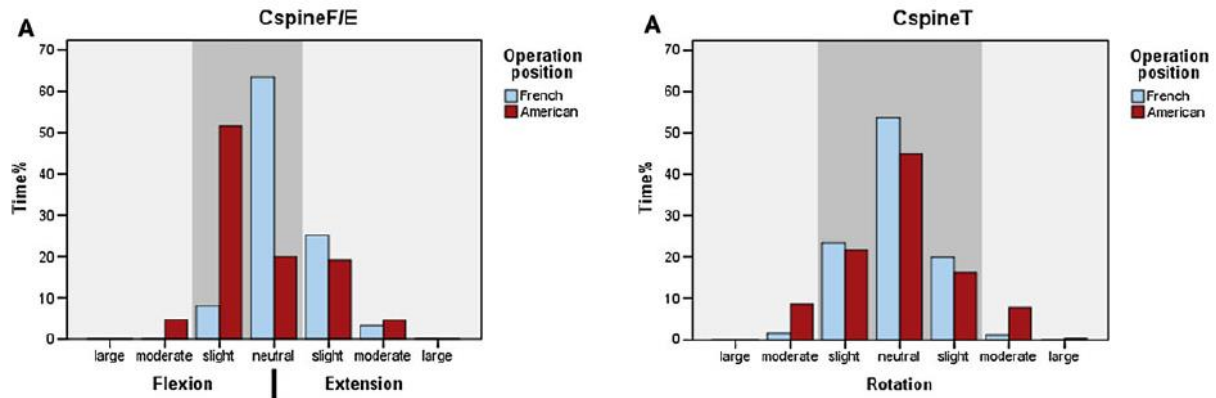 A
CspineF/E
70
60
50
40
30
20
10
0
Time%
large moderate slight neutral slight moderate large
Flexion Extension
Operation
position
French
American
A
CspineT
70
60
50
40
30
20
10
0
Time%
large moderate slight neutral slight moderate large
Rotation
Operation
position
French
American